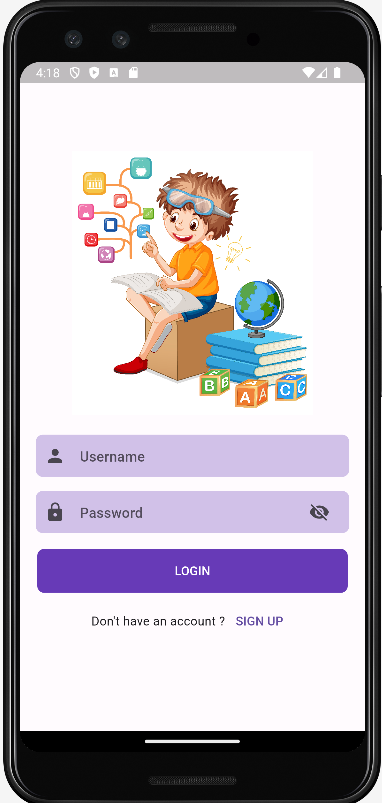 4:18
A
B
B
A
A
C
C
Username
Password
LOGIN
Don't have an account ? SIGN UP